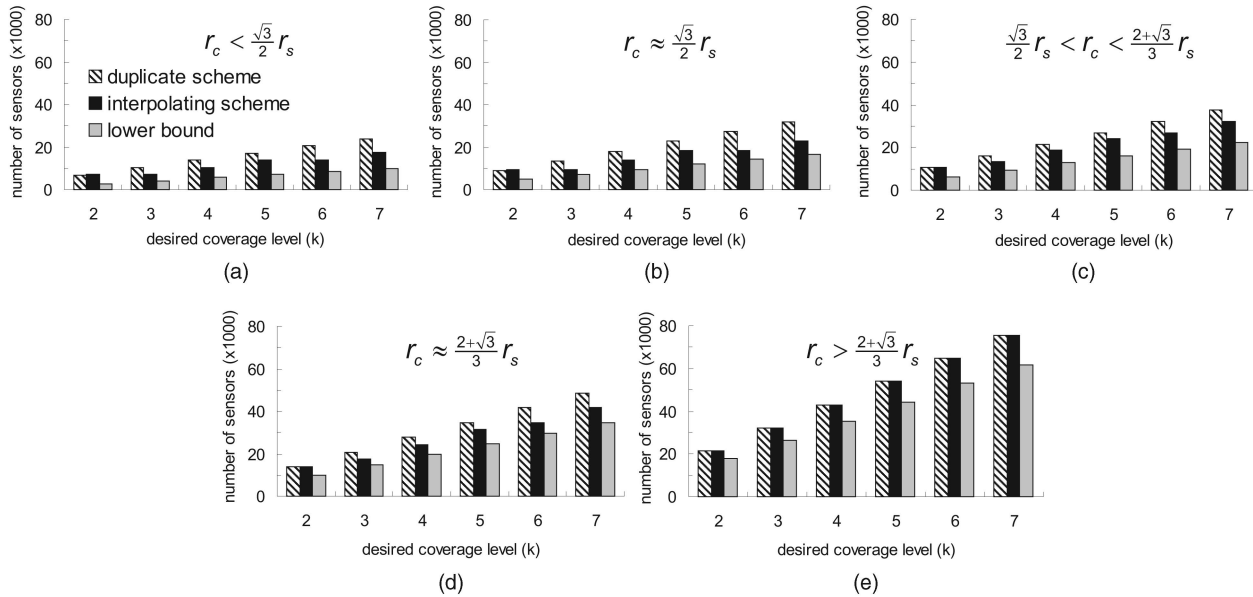 number of sensors (x1000)
80
60
40
20
0
r_c < √3/2 r_s
duplicate scheme
interpolating scheme
lower bound
2 3 4 5 6 7
desired coverage level (k)
(a)
number of sensors (x1000)
80
60
40
20
0
r_c ≈ √3/2 r_s
2 3 4 5 6 7
desired coverage level (k)
(b)
number of sensors (x1000)
80
60
40
20
0
√3/2 r_s < r_c < 2+√3/3 r_s
2 3 4 5 6 7
desired coverage level (k)
(c)
number of sensors (x1000)
80
60
40
20
0
r_c ≈ 2+√3/3 r_s
2 3 4 5 6 7
desired coverage level (k)
(d)
number of sensors (x1000)
80
60
40
20
0
r_c > 2+√3/3 r_s
2 3 4 5 6 7
desired coverage level (k)
(e)